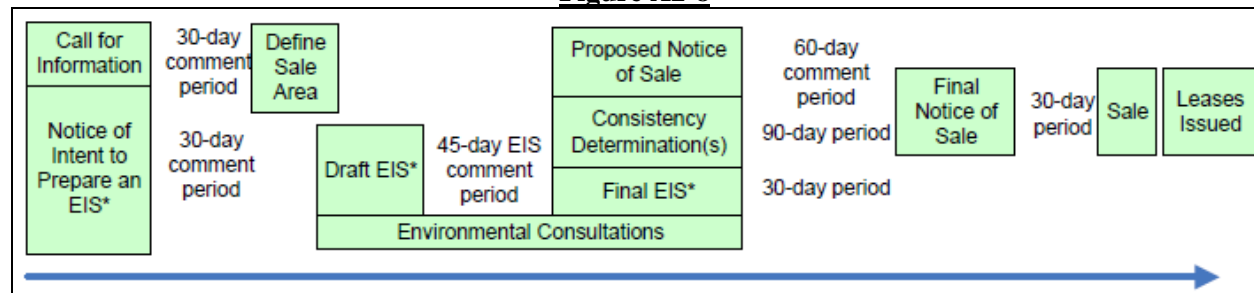 Call for
Information
30-day
comment
period
Define
Sale
Area
Proposed Notice
of Sale
60-day
comment
period
Final
Notice of
Sale
30-day
period
Sale
Leases
Issued
Notice of
Intent to
Prepare an
EIS*
30-day
comment
period
Draft EIS*
45-day EIS
comment
period
Consistency
Determination(s)
90-day period
Final EIS*
30-day period
Environmental Consultations